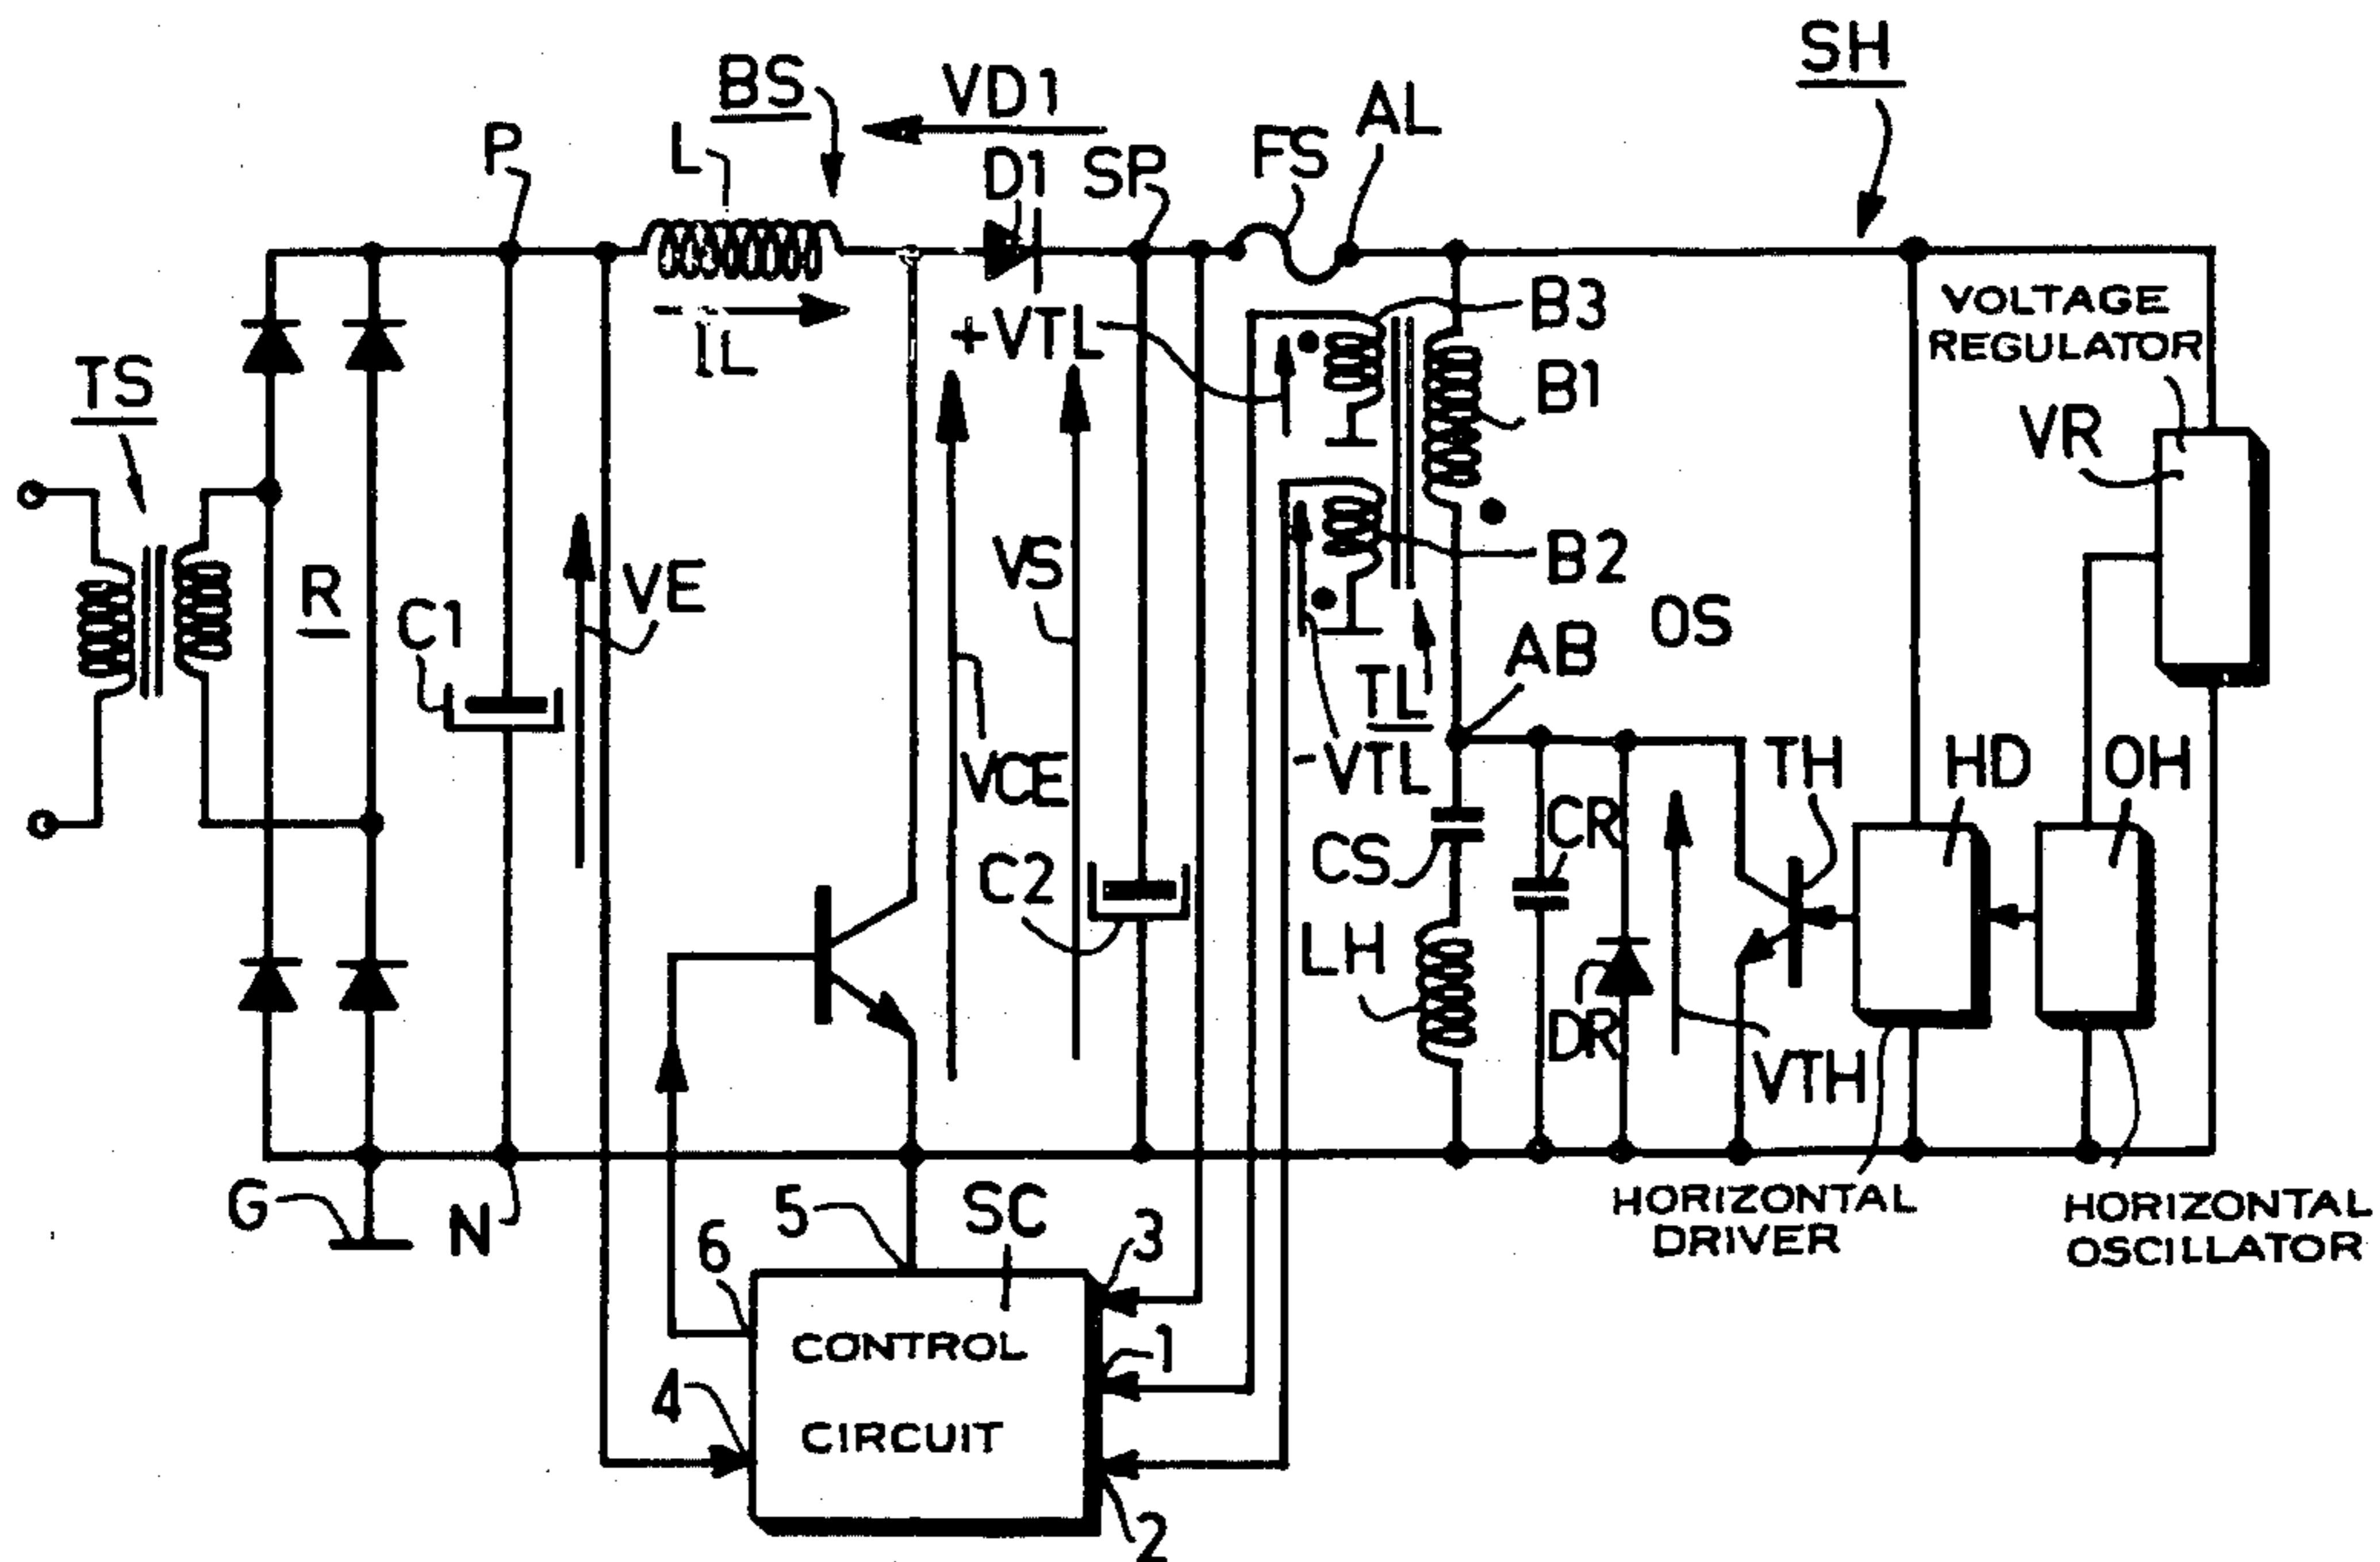 SH
BS
VD1
AL
P
L
D1
SP
FS
IL
+VTL
B3
VOLTAGE
REGULATOR
TS
B1
VR
R
C1
VE
VS
B2
OS
AB
TL
VCE
-VTL
TH
HD
OH
CS
CR
C2
LH
DR
VTH
G
N
HORIZONTAL
DRIVER
HORIZONTAL
OSCILLATOR
5
SC
3
6
1
4
CONTROL
CIRCUIT
2